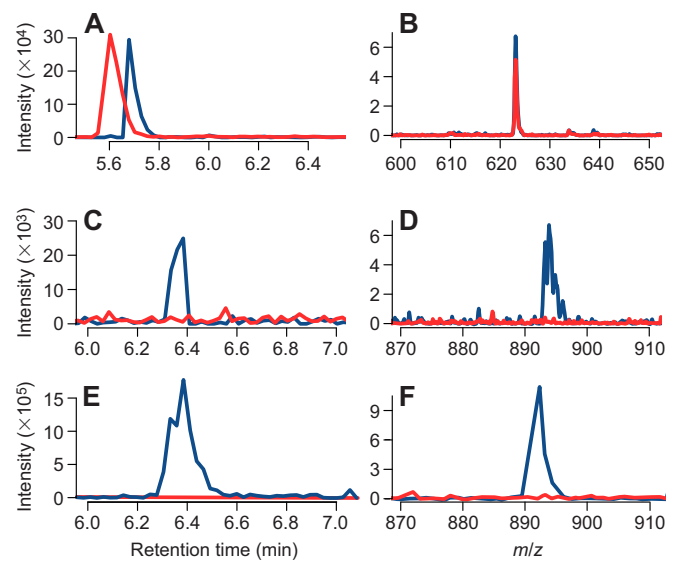 A
Intensity (×10⁴)
30
20
10
0
5.6 5.8 6.0 6.2 6.4
B
6
4
2
0
600 610 620 630 640 650
C
Intensity (×10³)
30
20
10
0
6.0 6.2 6.4 6.6 6.8 7.0
D
6
4
2
0
870 880 890 900 910
E
Intensity (×10⁵)
15
10
5
0
6.0 6.2 6.4 6.6 6.8 7.0
Retention time (min)
F
9
6
3
0
870 880 890 900 910
m/z